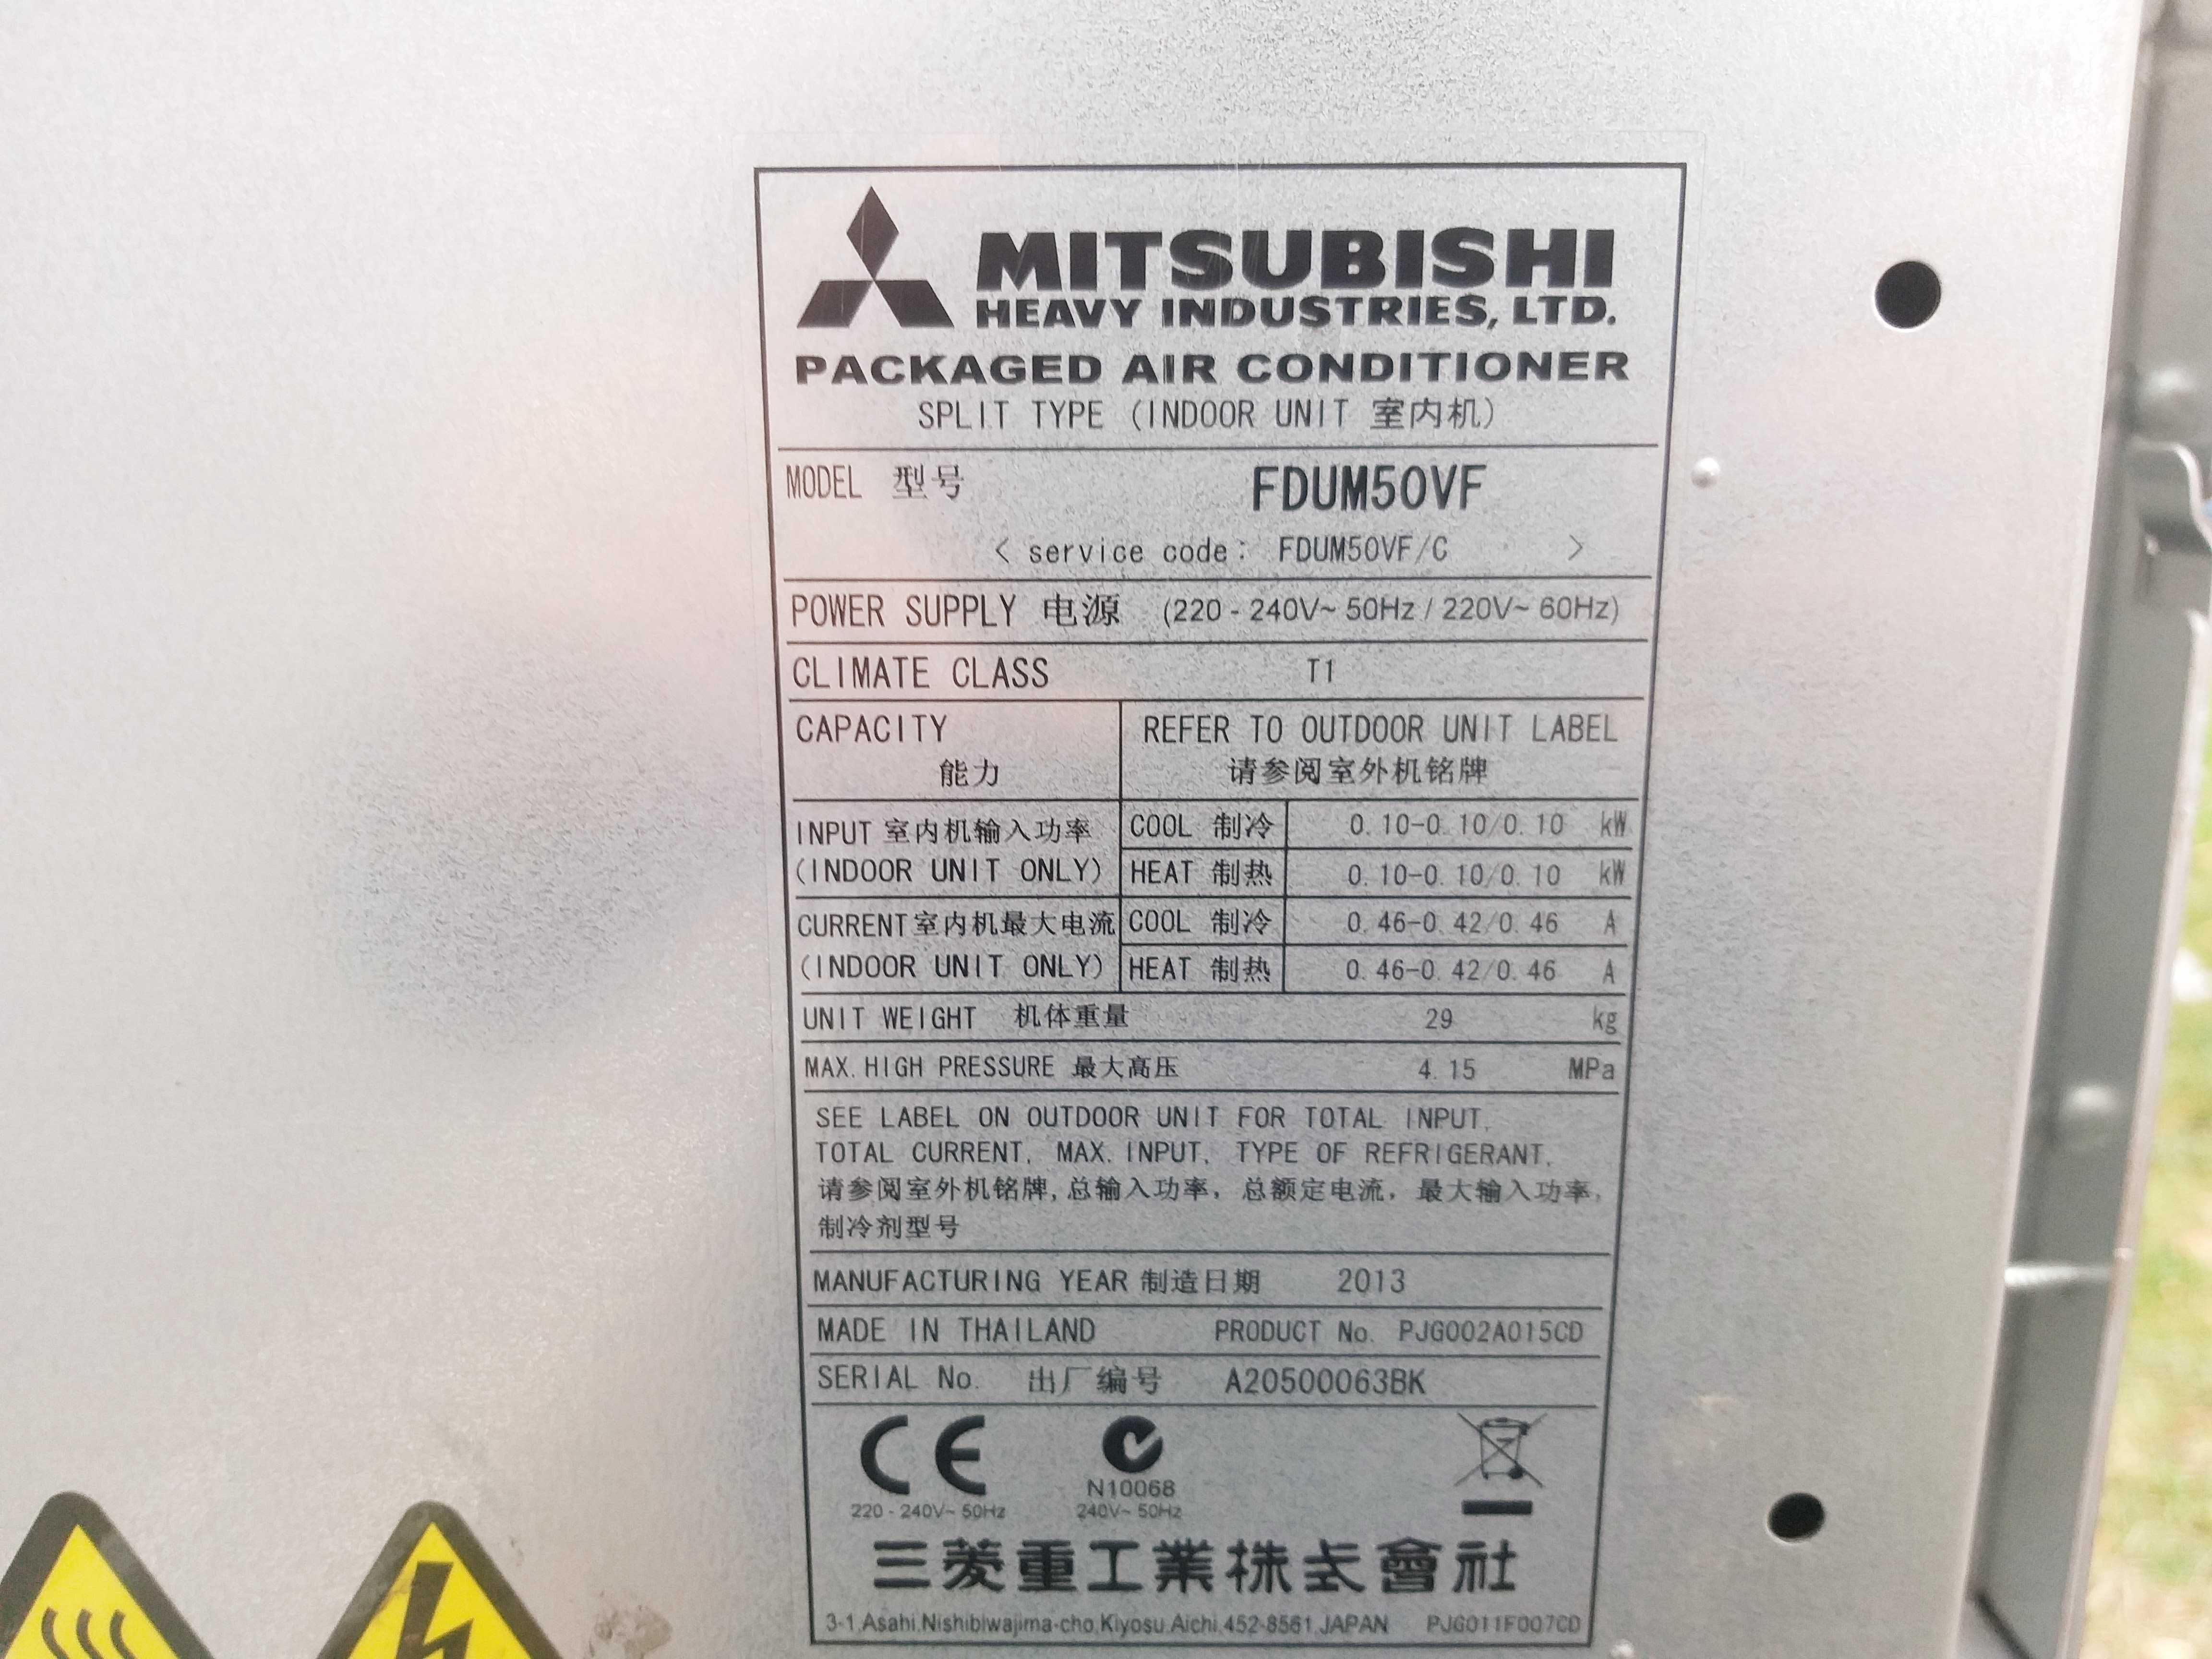 MITSUBISHI
HEAVY INDUSTRIES, LTD.
PACKAGED AIR CONDITIONER
SPLIT TYPE (INDOOR UNIT 室内机)
MODEL 型号 FDUM50VF
< service code: FDUM50VF/C >
POWER SUPPLY 电源 (220 - 240V~ 50Hz / 220V~ 60Hz)
CLIMATE CLASS T1
CAPACITY REFER TO OUTDOOR UNIT LABEL
能力 请参阅室外机铭牌
INPUT 室内机输入功率 COOL 制冷 0.10-0.10/0.10 kW
(INDOOR UNIT ONLY) HEAT 制热 0.10-0.10/0.10 kW
CURRENT 室内机最大电流 COOL 制冷 0.46-0.42/0.46 A
(INDOOR UNIT ONLY) HEAT 制热 0.46-0.42/0.46 A
UNIT WEIGHT 机体重量 29 kg
MAX. HIGH PRESSURE 最大高压 4.15 MPa
SEE LABEL ON OUTDOOR UNIT FOR TOTAL INPUT,
TOTAL CURRENT, MAX. INPUT, TYPE OF REFRIGERANT.
请参阅室外机铭牌, 总输入功率, 总额定电流, 最大输入功率,
制冷剂型号
MANUFACTURING YEAR 制造日期 2013
MADE IN THAILAND PRODUCT No. PJG002A015CD
SERIAL No. 出厂编号 A20500063BK
CE
N10068
220 - 240V~ 50Hz 240V~ 50Hz
三菱重工業株式會社
3-1,Asahi,Nishibiwajima-cho,Kiyosu,Aichi,452-8561,JAPAN PJG011F007CD